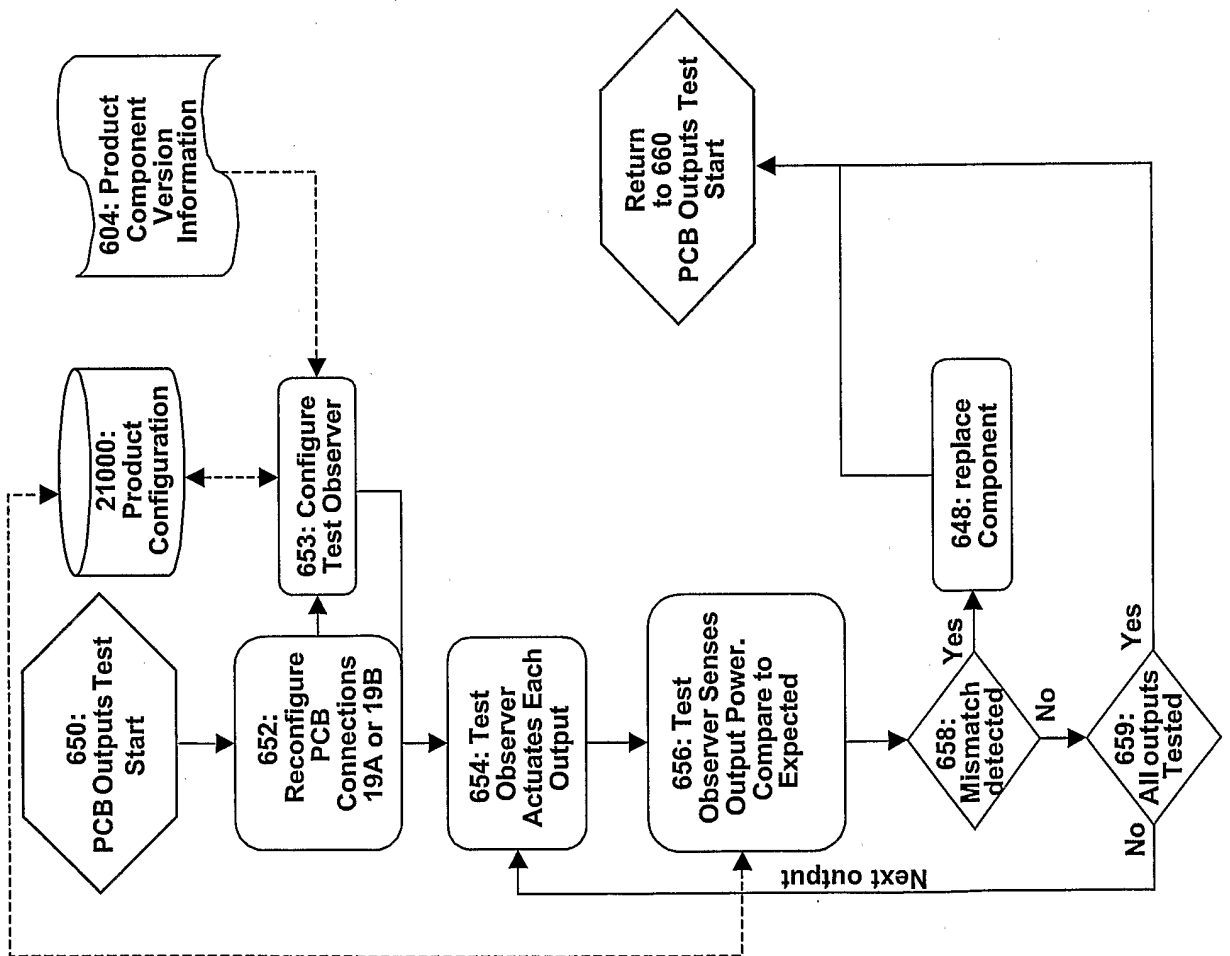 650:
PCB Outputs Test
Start
21000:
Product
Configuration
604: Product
Component
Version
Information
652:
Reconfigure
PCB
Connections
19A or 19B
653: Configure
Test Observer
654: Test
Observer
Actuates Each
Output
656: Test
Observer Senses
Output Power.
Compare to
Expected
658:
Mismatch
detected
Yes
No
648: replace
Component
659:
All outputs
Tested
No
Yes
Next output
Return
to 660
PCB Outputs Test
Start